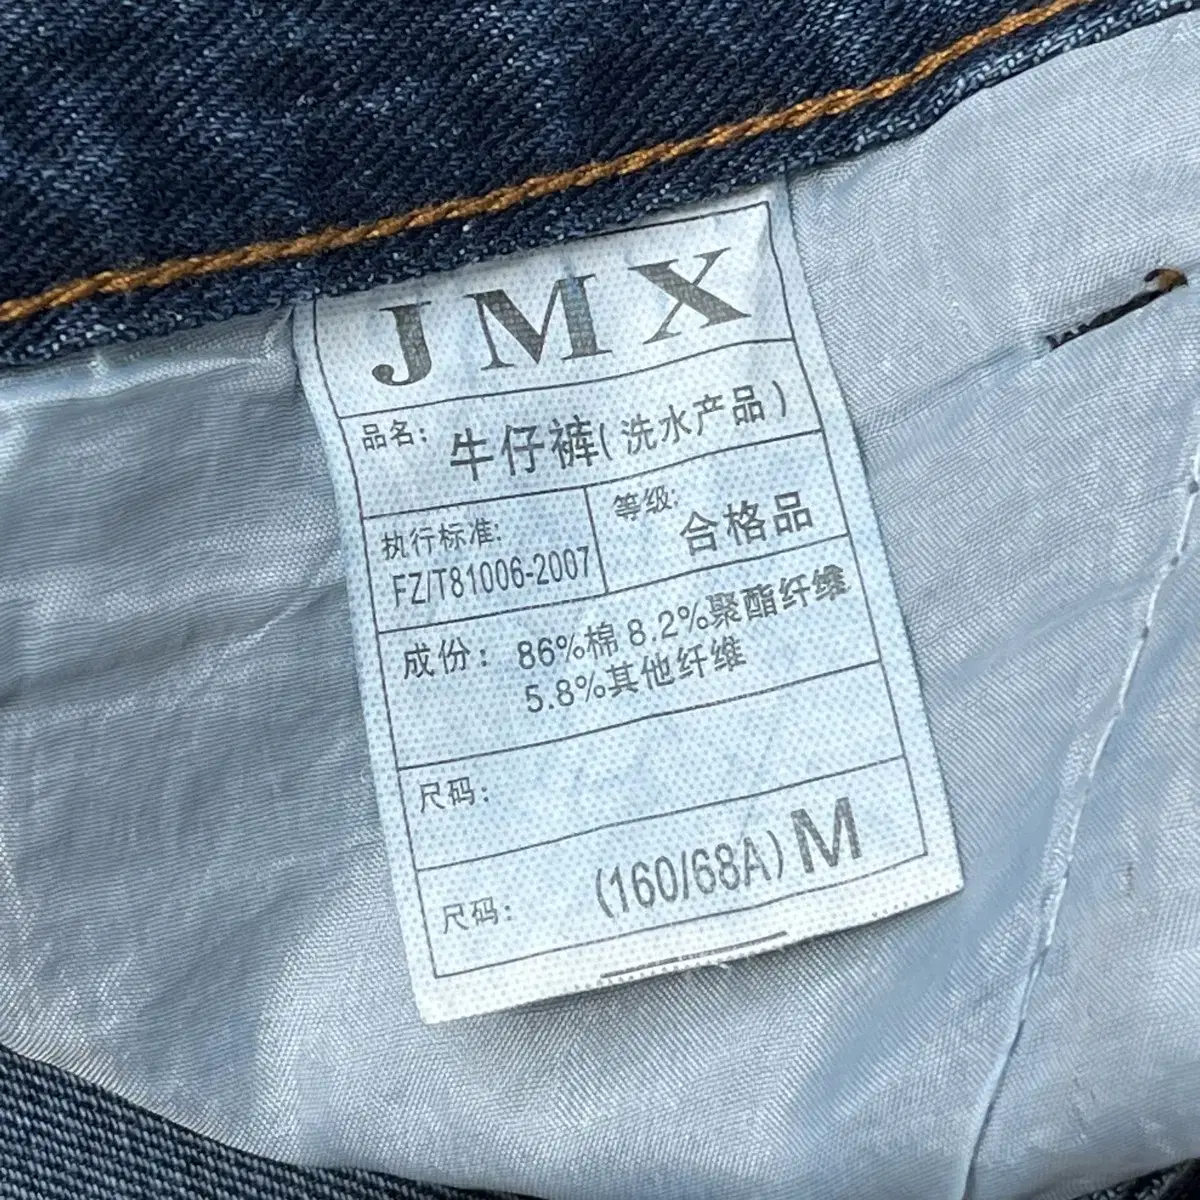 JMX
品名: 牛仔裤(洗水产品)
执行标准: 等级:
FZ/T81006-2007 合格品
成份: 86%棉 8.2%聚酯纤维
5.8%其他纤维
尺码:
尺码: (160/68A) M